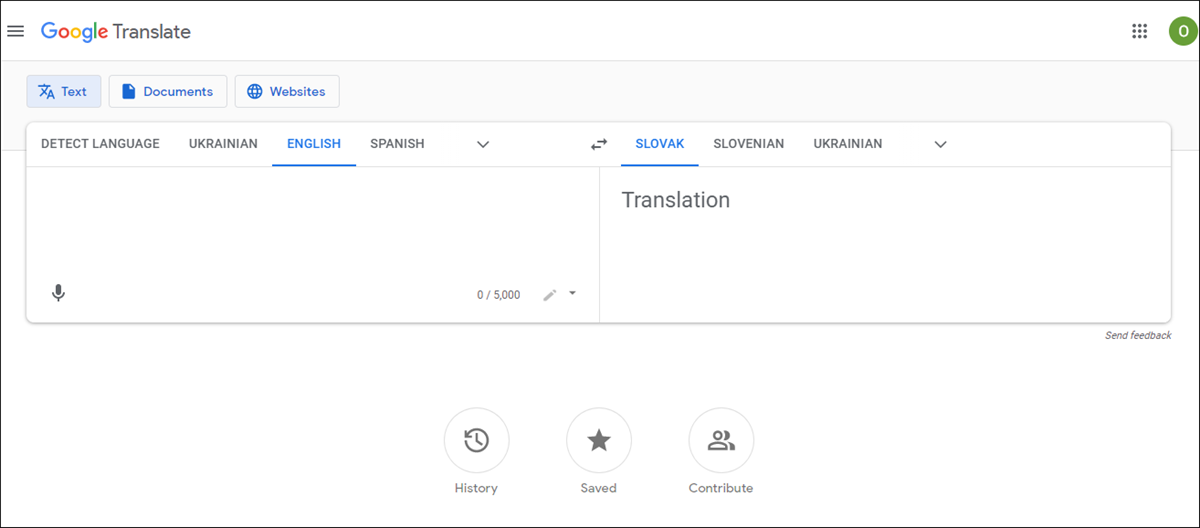 Google Translate
O
Text Documents Websites
DETECT LANGUAGE UKRAINIAN ENGLISH SPANISH SLOVAK SLOVENIAN UKRAINIAN
Translation
0 / 5,000
Send feedback
History Saved Contribute